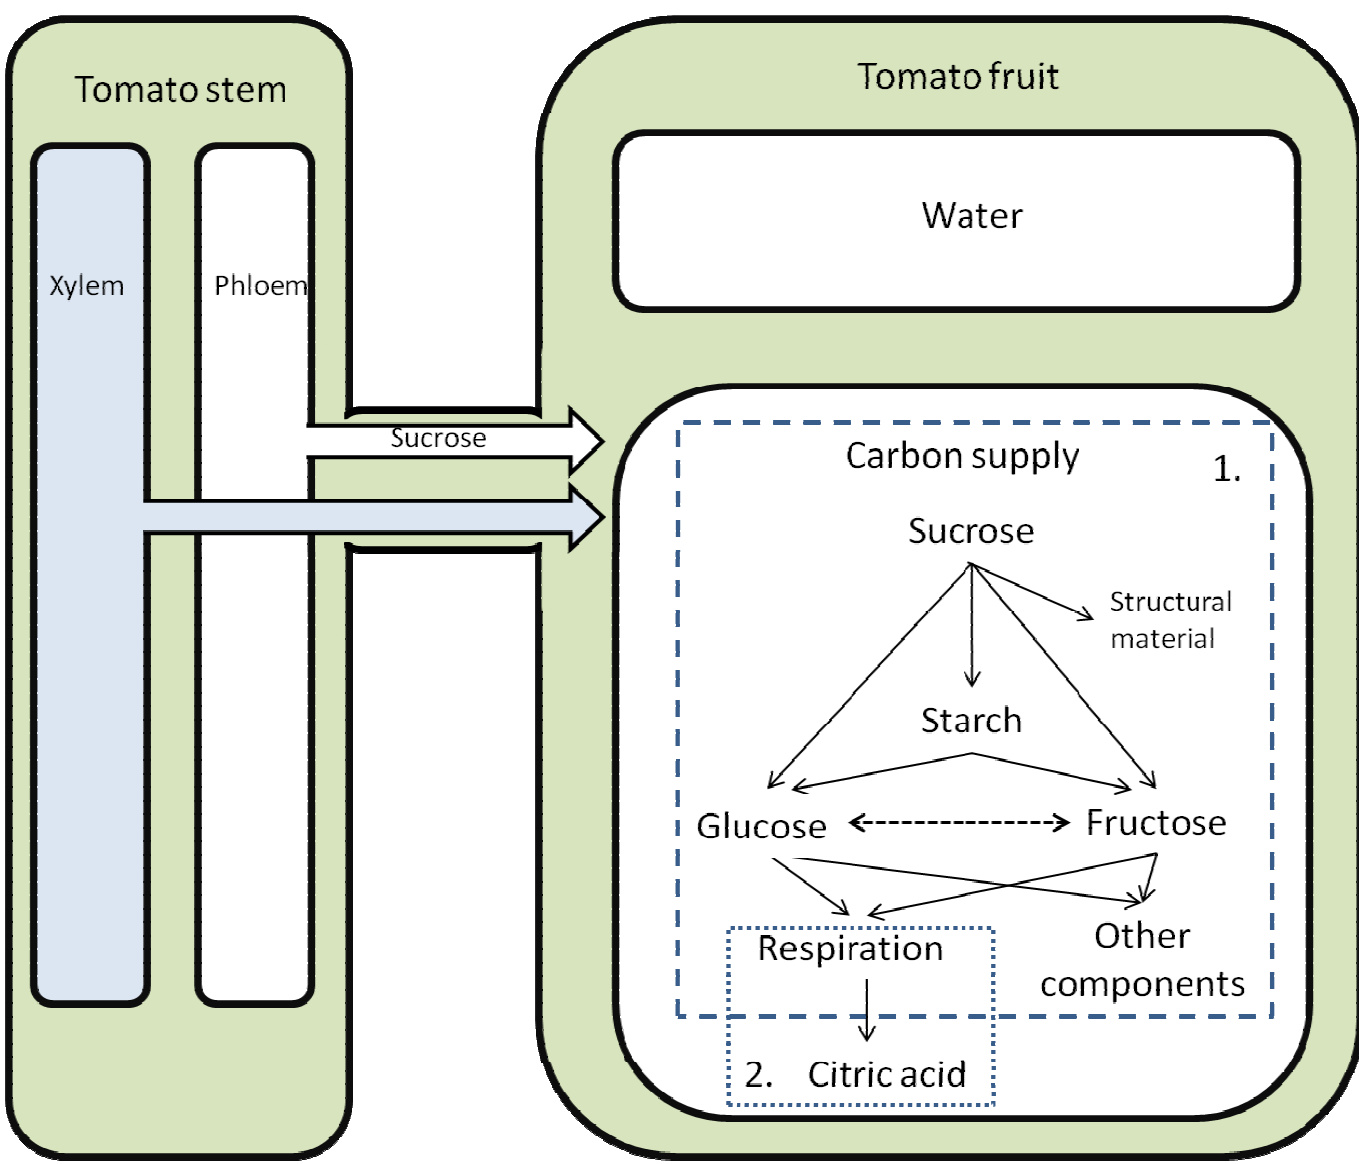 Tomato stem
Xylem
Phloem
Sucrose
Tomato fruit
Water
Carbon supply
1.
Sucrose
Structural
material
Starch
Glucose
Fructose
Respiration
Other
components
2. Citric acid